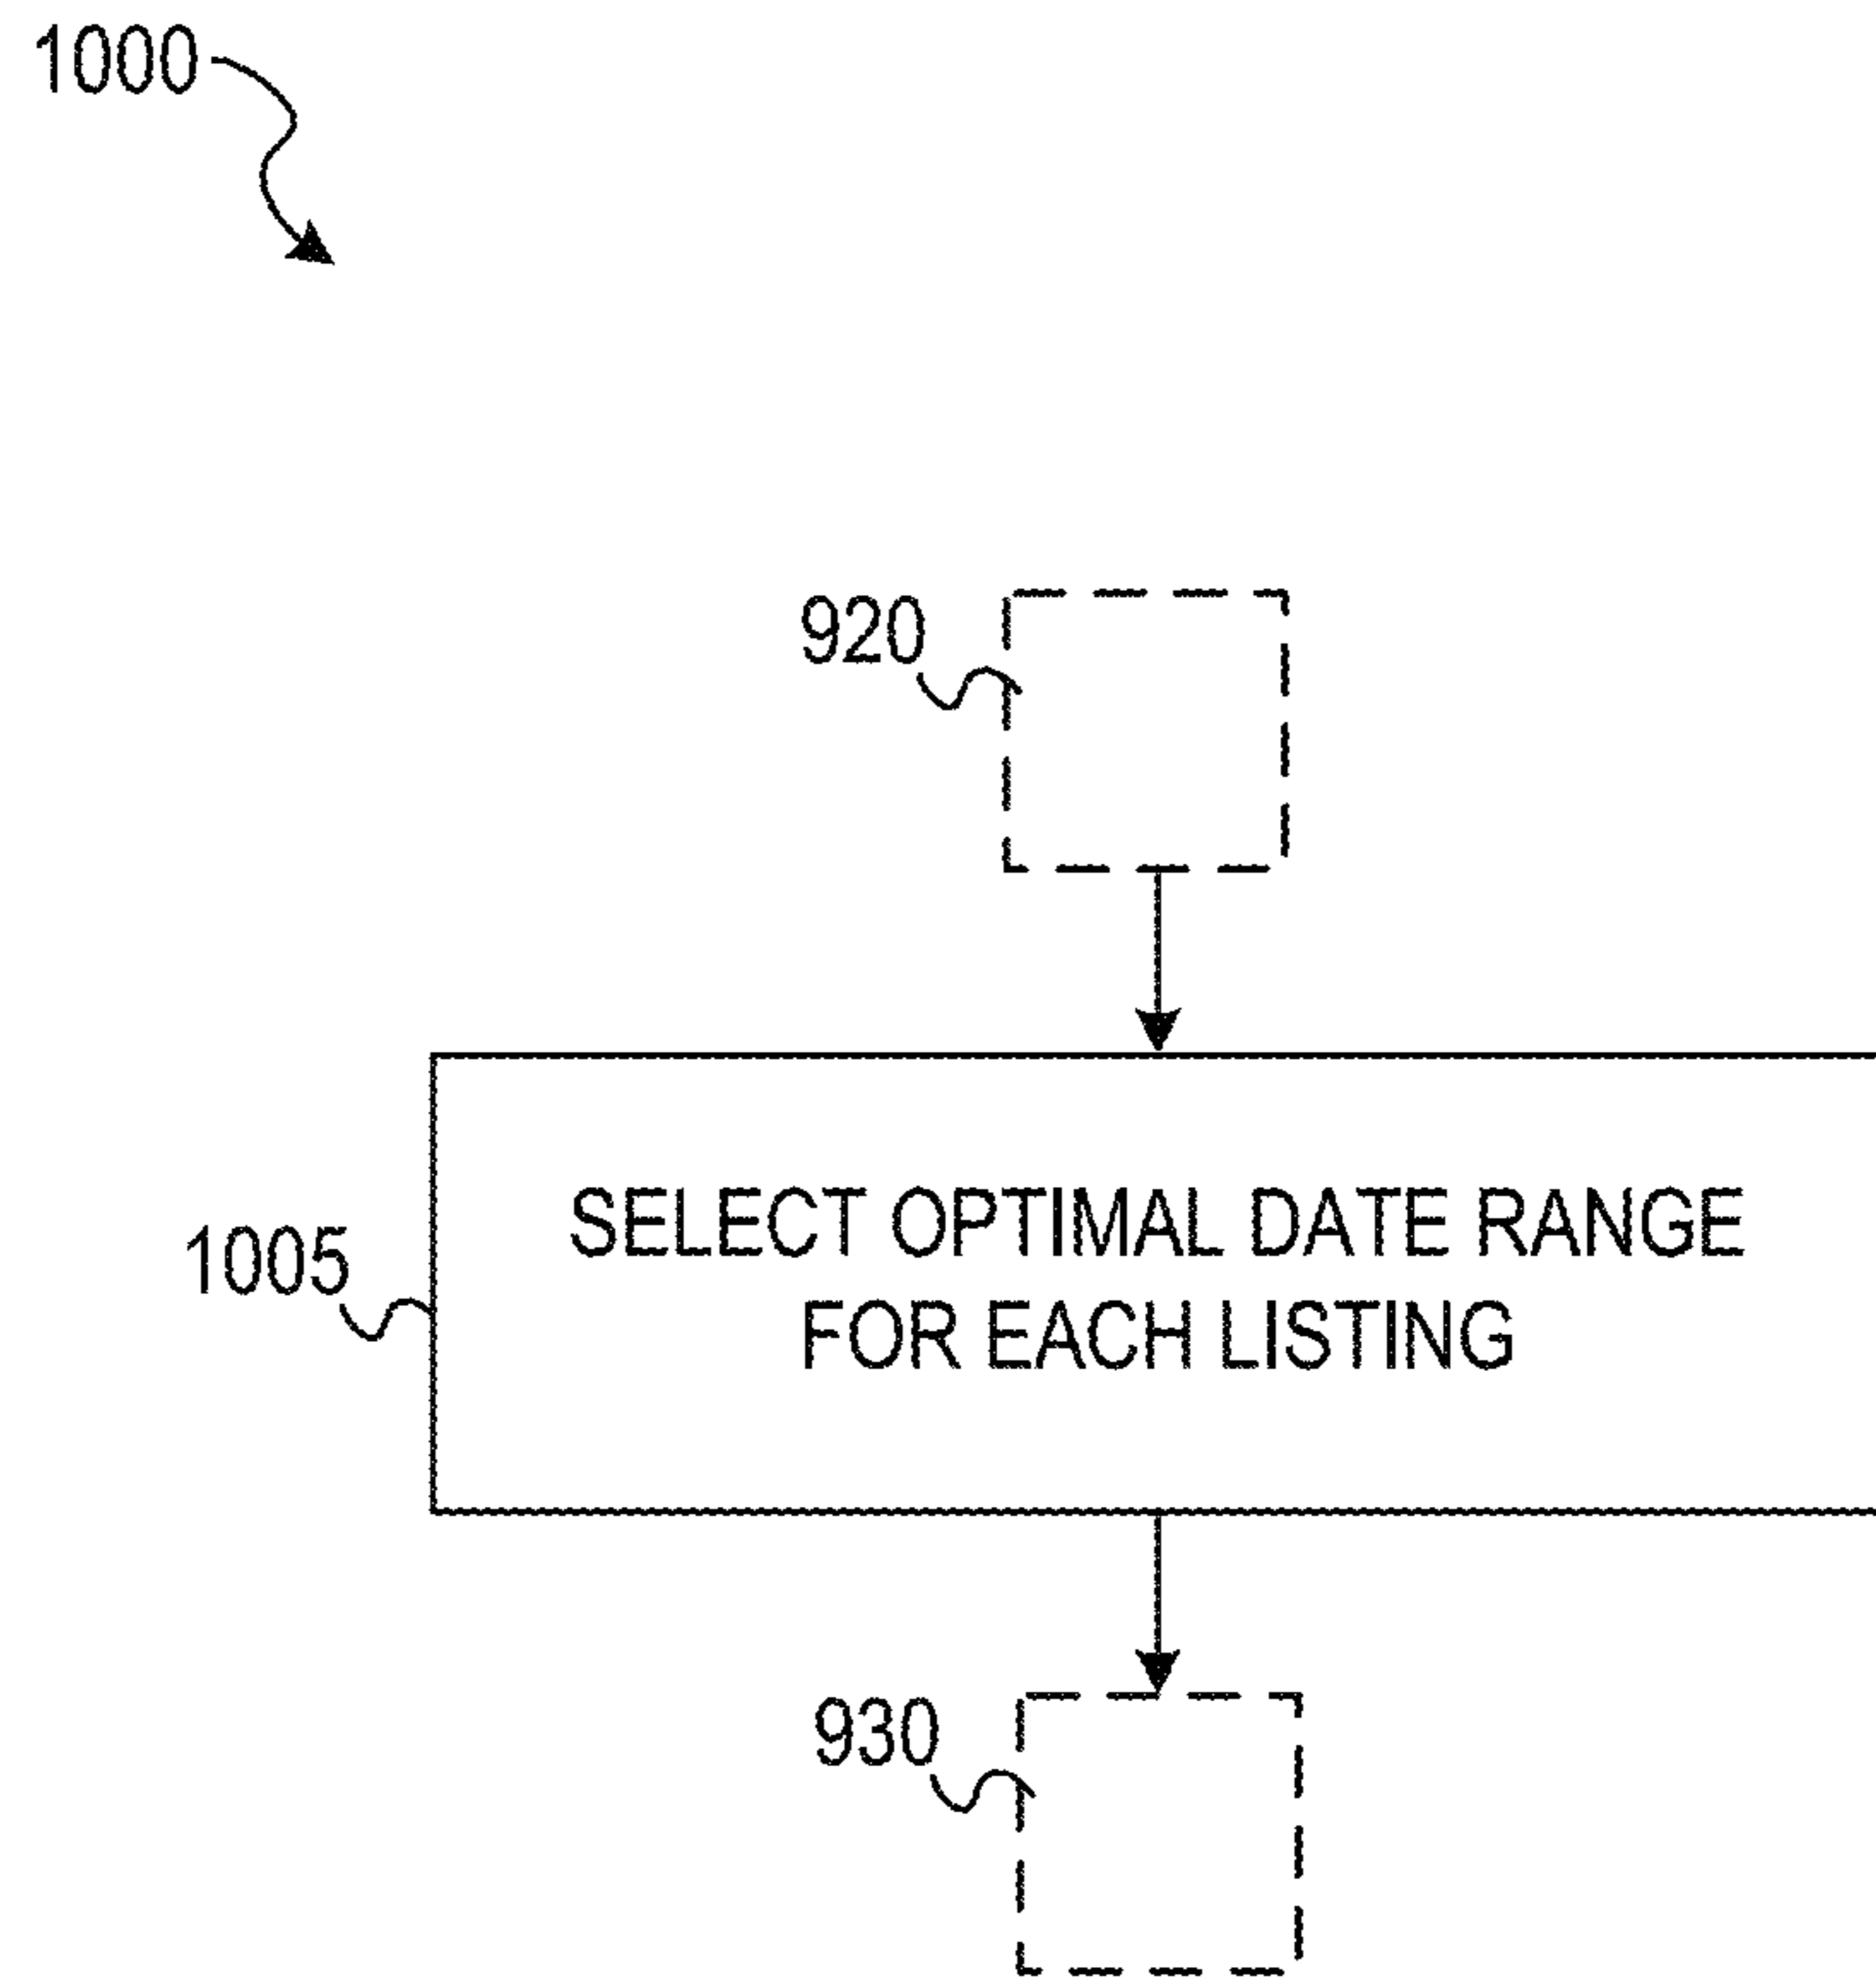 1000
920
1005
SELECT OPTIMAL DATE RANGE
FOR EACH LISTING
930